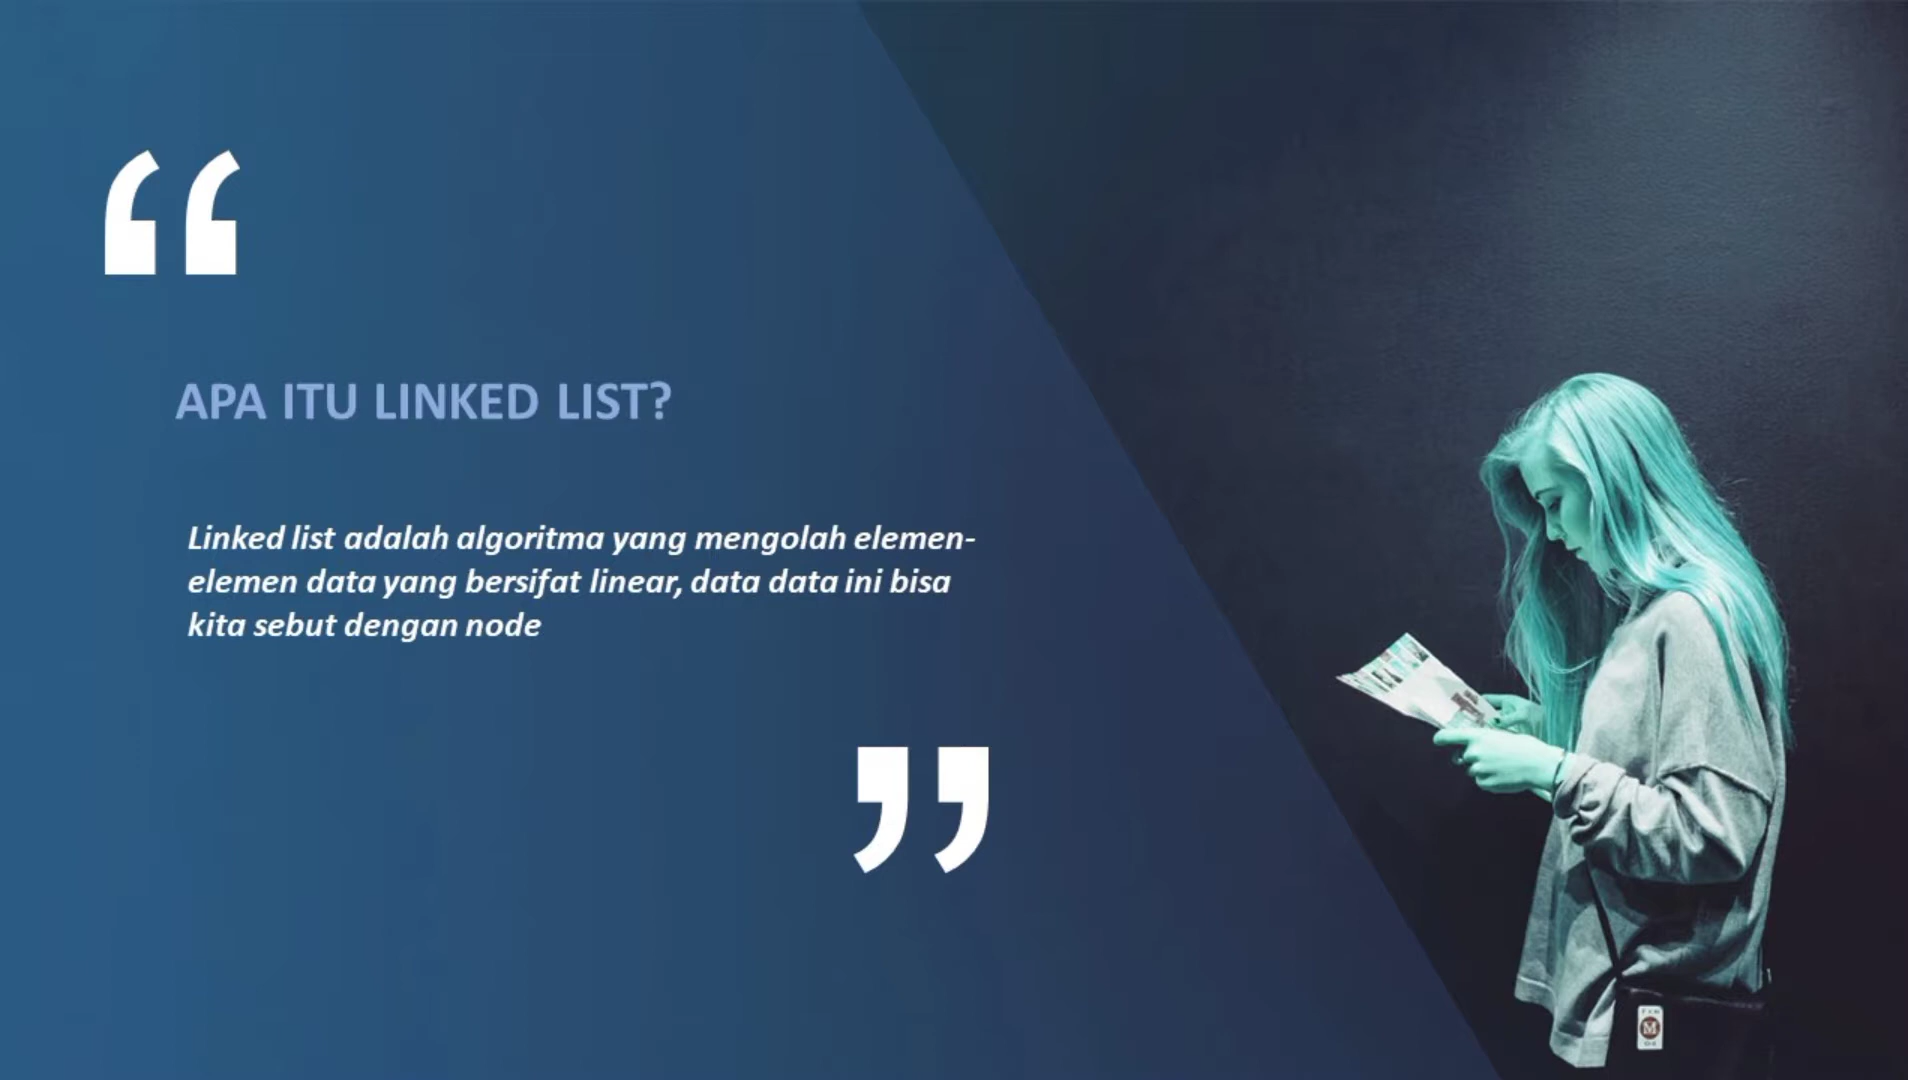 “
APA ITU LINKED LIST?
Linked list adalah algoritma yang mengolah elemen-
elemen data yang bersifat linear, data data ini bisa
kita sebut dengan node
”